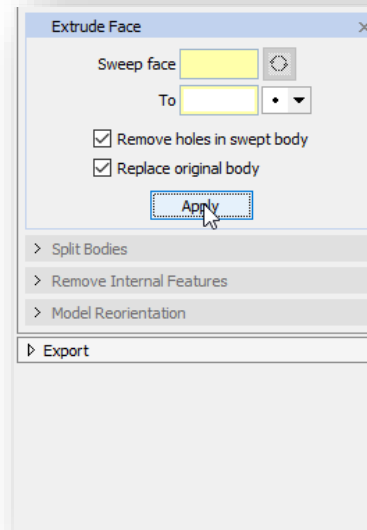 Extrude Face
Sweep face
To
Remove holes in swept body
Replace original body
Apply
Split Bodies
Remove Internal Features
Model Reorientation
Export